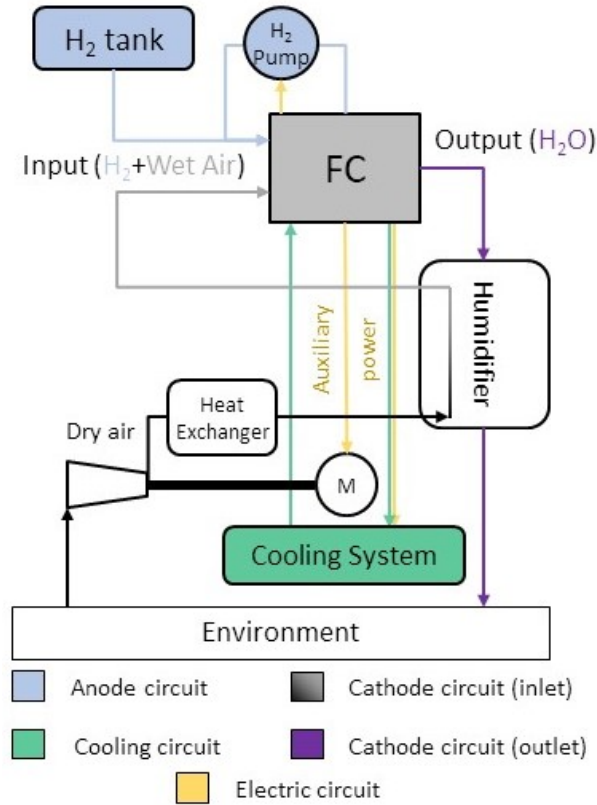 H₂ tank
H₂
Pump
Input (H₂+Wet Air)
FC
Output (H₂O)
Humidifier
Auxiliary
power
Dry air
Heat
Exchanger
M
Cooling System
Environment
Anode circuit
Cathode circuit (inlet)
Cooling circuit
Cathode circuit (outlet)
Electric circuit